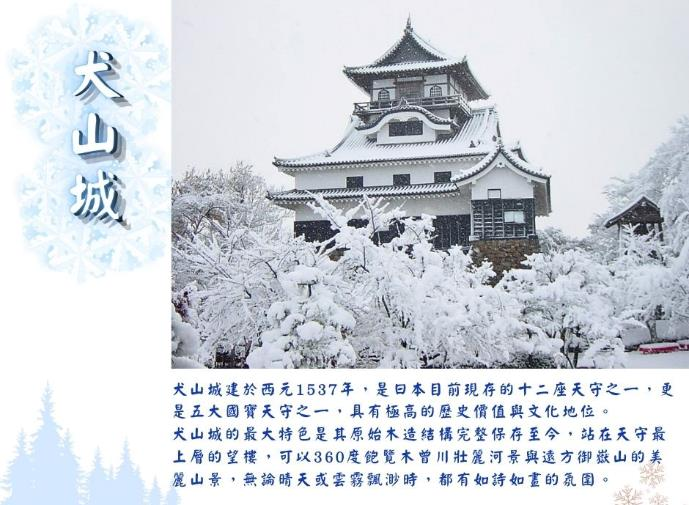 犬山城
犬山城建於西元1537年，是日本目前現存的十二座天守之一，更
是五大國寶天守之一，具有極高的歷史價值與文化地位。
犬山城的最大特色是其原始木造結構完整保存至今，站在天守最
上層的望樓，可以360度飽覽木曾川壯麗河景與遠方御嶽山的美
麗山景，無論晴天或雲霧飄渺時，都有如詩如畫的氛圍。